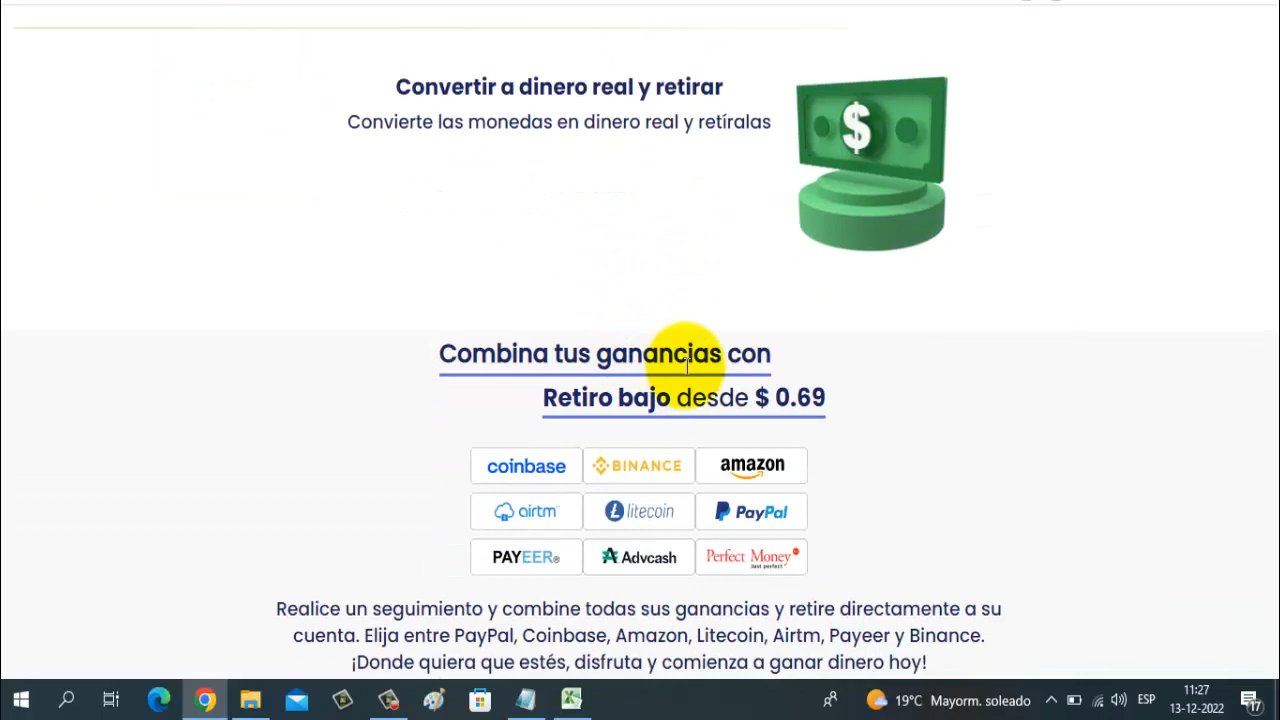 Convertir a dinero real y retirar
Convierte las monedas en dinero real y retíralas
$
Combina tus ganancias con
Retiro bajo desde $ 0.69
coinbase BINANCE amazon
airtm litecoin PayPal
PAYEER® Advcash Perfect Money
Just perfect
Realice un seguimiento y combine todas sus ganancias y retire directamente a su
cuenta. Elija entre PayPal, Coinbase, Amazon, Litecoin, Airtm, Payeer y Binance.
¡Donde quiera que estés, disfruta y comienza a ganar dinero hoy!
19°C Mayorm. soleado ESP 11:27
13-12-2022 17